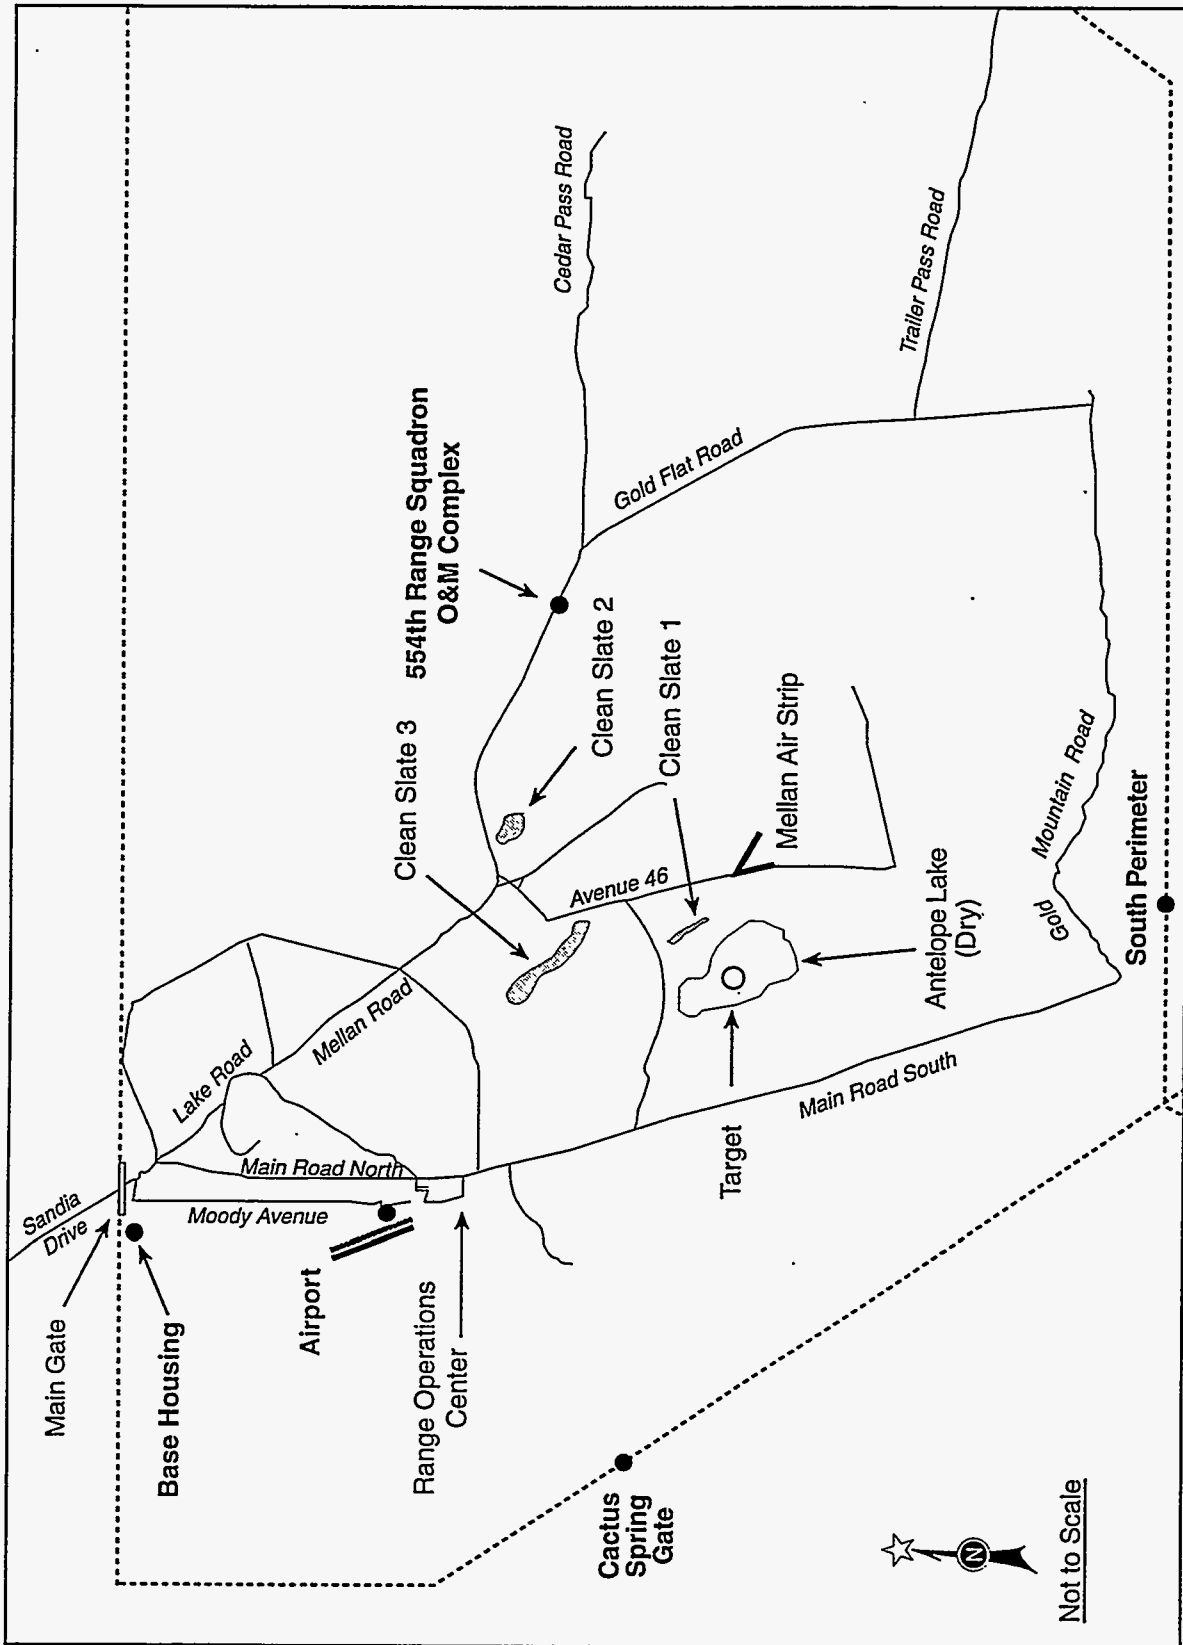 Sandia
Drive
Main Gate
Base Housing
Lake Road
Mellan Road
Main Road North
Moody Avenue
Airport
Range Operations
Center
Cedar Pass Road
554th Range Squadron
O&M Complex
Clean Slate 3
Clean Slate 2
Clean Slate 1
Gold Flat Road
Trailer Pass Road
Avenue 46
Mellan Air Strip
Antelope Lake
(Dry)
Target
Main Road South
Gold
Mountain Road
South Perimeter
Cactus
Spring
Gate
N
Not to Scale